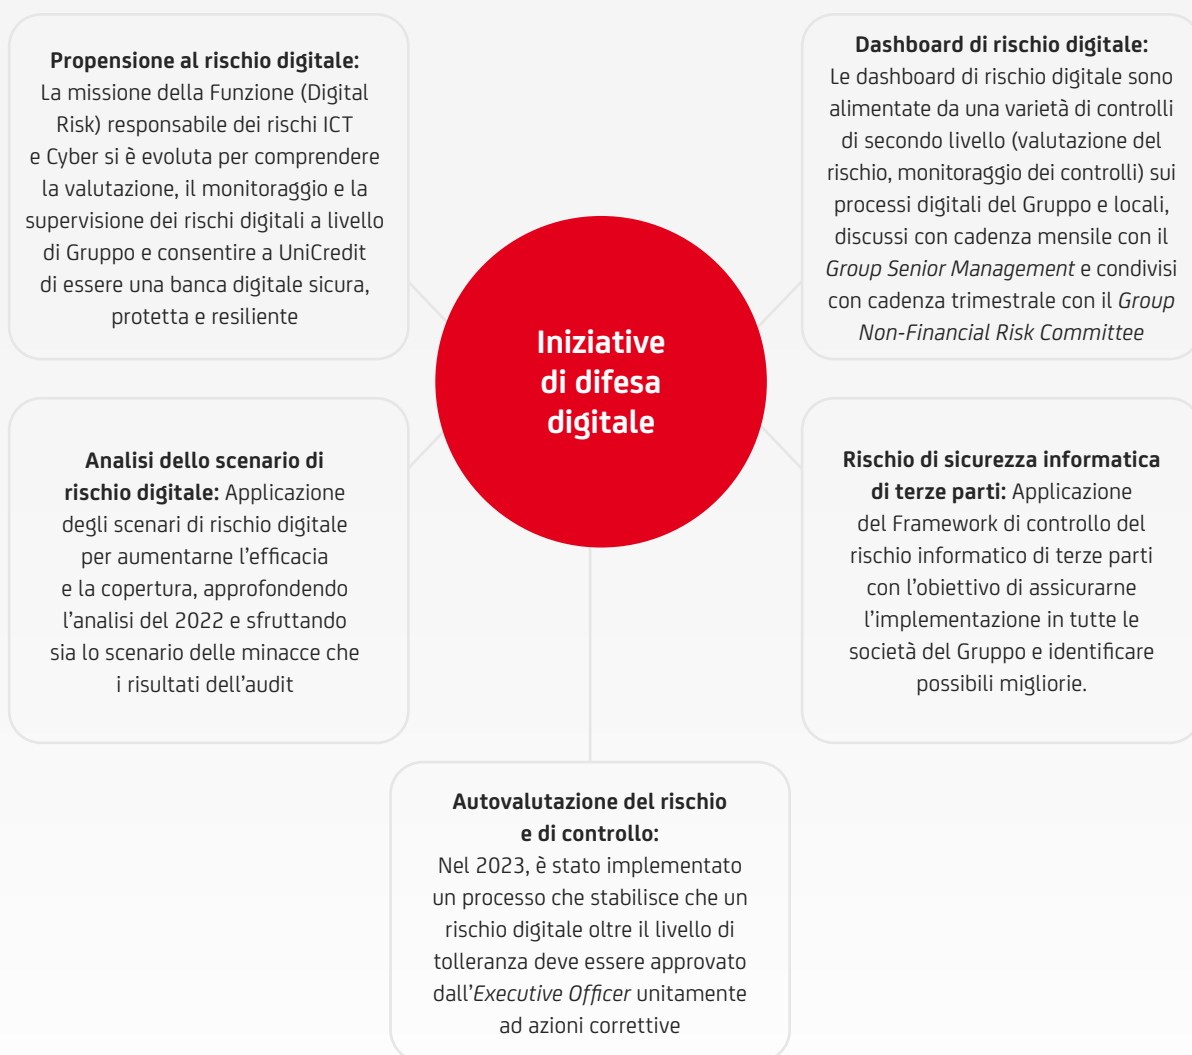 Propensione al rischio digitale:
La missione della Funzione (Digital
Risk) responsabile dei rischi ICT
e Cyber si è evoluta per comprendere
la valutazione, il monitoraggio e la
supervisione dei rischi digitali a livello
di Gruppo e consentire a UniCredit
di essere una banca digitale sicura,
protetta e resiliente
Dashboard di rischio digitale:
Le dashboard di rischio digitale sono
alimentate da una varietà di controlli
di secondo livello (valutazione del
rischio, monitoraggio dei controlli) sui
processi digitali del Gruppo e locali,
discussi con cadenza mensile con il
Group Senior Management e condivisi
con cadenza trimestrale con il Group
Non-Financial Risk Committee
Iniziative
di difesa
digitale
Analisi dello scenario di
rischio digitale: Applicazione
degli scenari di rischio digitale
per aumentarne l’efficacia
e la copertura, approfondendo
l’analisi del 2022 e sfruttando
sia lo scenario delle minacce che
i risultati dell’audit
Rischio di sicurezza informatica
di terze parti: Applicazione
del Framework di controllo del
rischio informatico di terze parti
con l’obiettivo di assicurarne
l’implementazione in tutte le
società del Gruppo e identificare
possibili migliorie.
Autovalutazione del rischio
e di controllo:
Nel 2023, è stato implementato
un processo che stabilisce che un
rischio digitale oltre il livello di
tolleranza deve essere approvato
dall’Executive Officer unitamente
ad azioni correttive